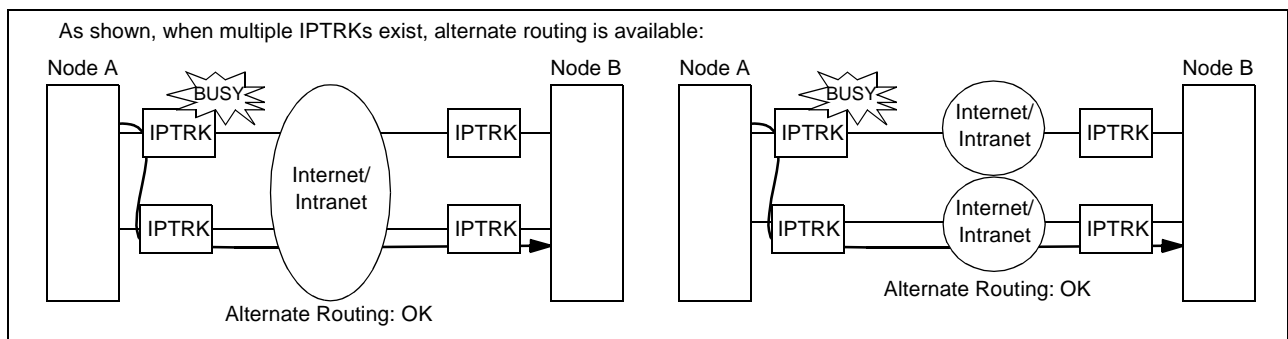 As shown, when multiple IPTRKs exist, alternate routing is available:
Node A
Node B
BUSY
IPTRK
IPTRK
Internet/
Intranet
IPTRK
IPTRK
Alternate Routing: OK
Node A
Node B
BUSY
IPTRK
Internet/
Intranet
IPTRK
IPTRK
Internet/
Intranet
IPTRK
Alternate Routing: OK